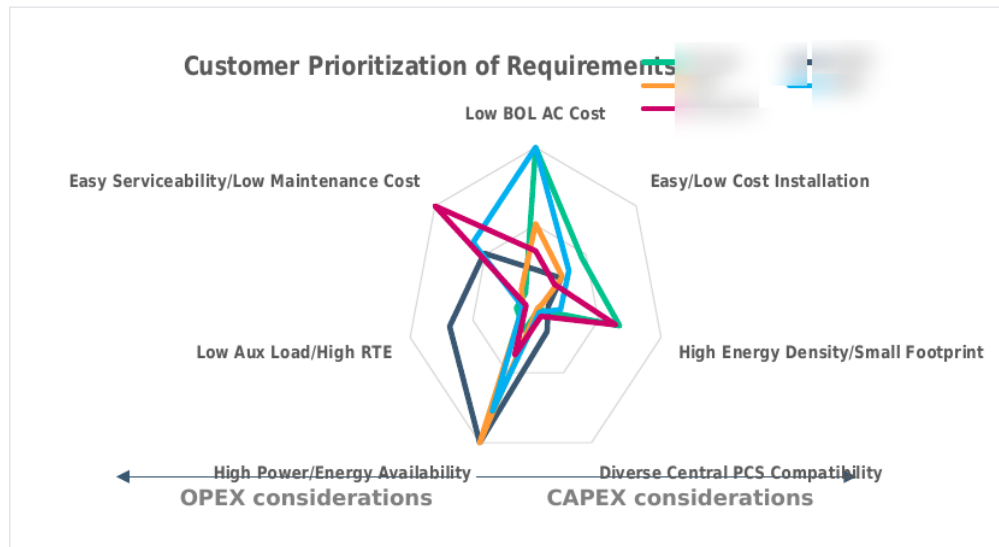 Customer Prioritization of Requirements
Low BOL AC Cost
Easy Serviceability/Low Maintenance Cost
Easy/Low Cost Installation
Low Aux Load/High RTE
High Energy Density/Small Footprint
High Power/Energy Availability
Diverse Central PCS Compatibility
OPEX considerations
CAPEX considerations